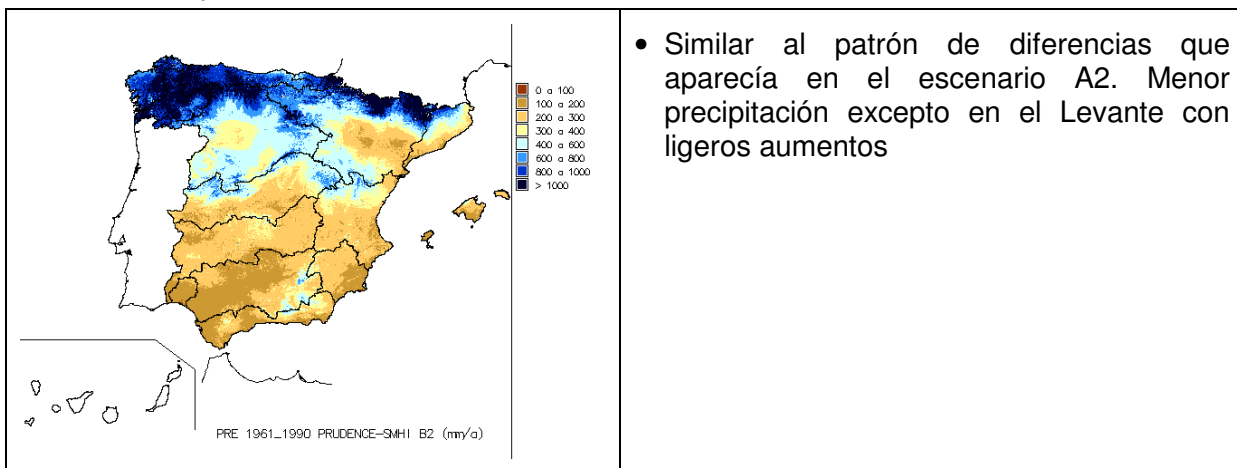 0 a 100
100 a 200
200 a 300
300 a 400
400 a 600
600 a 800
800 a 1000
> 1000
PRE 1961_1990 PRUDENCE-SMHI B2 (mm/a)
• Similar al patrón de diferencias que
aparecía en el escenario A2. Menor
precipitación excepto en el Levante con
ligeros aumentos